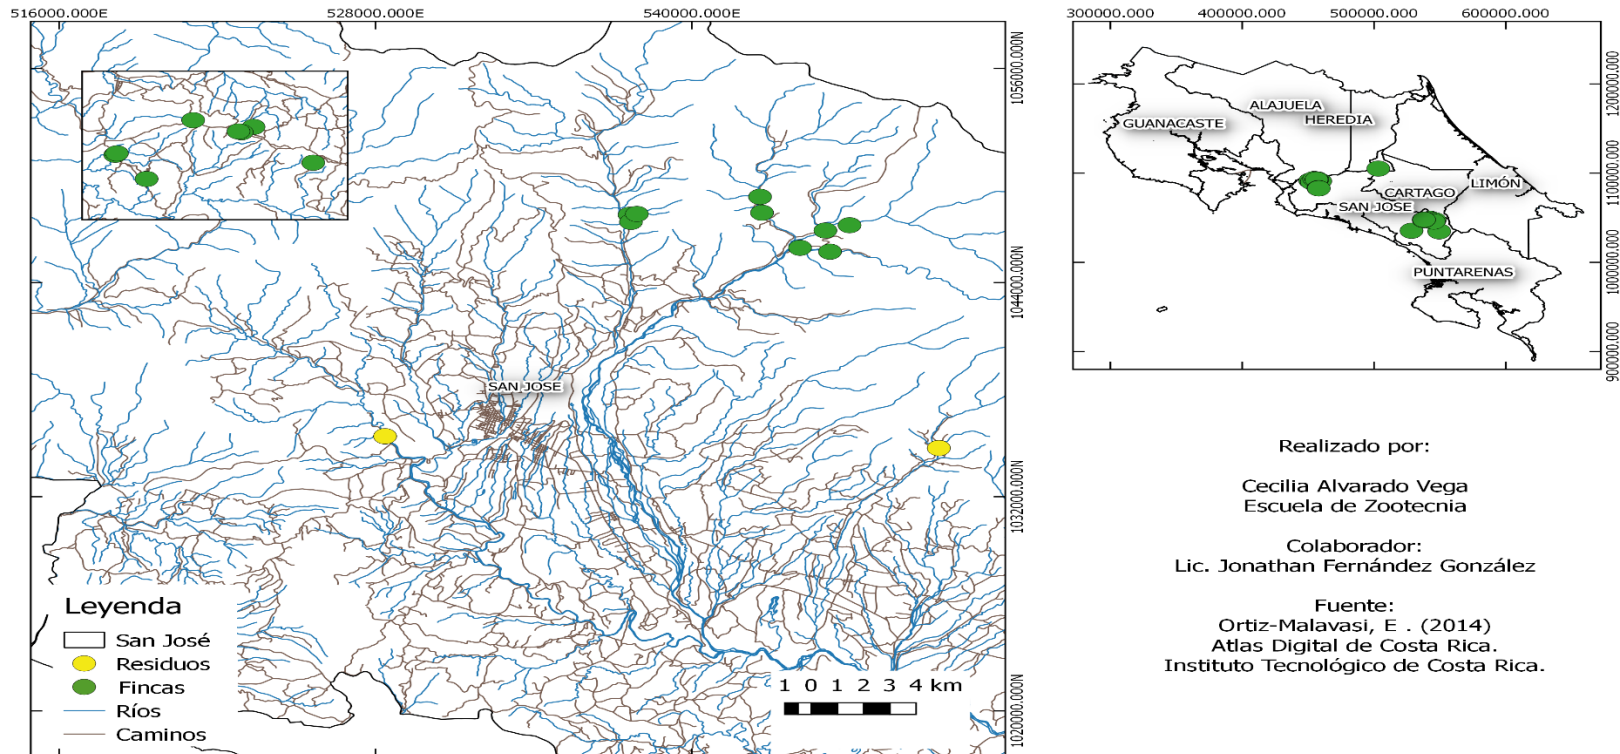 516000.000E
528000.000E
540000.000E
1056000.000N
1044000.000N
1032000.000N
1020000.000N
SAN JOSE
Leyenda
San José
Residuos
Fincas
Ríos
Caminos
1 0 1 2 3 4 km
300000.000
400000.000
500000.000
600000.000
1200000.000
1100000.000
1000000.000
900000.000
ALAJUELA
HEREDIA
GUANACASTE
LIMÓN
CARTAGO
SAN JOSE
PUNTARENAS
Realizado por:
Cecilia Alvarado Vega
Escuela de Zootecnia
Colaborador:
Lic. Jonathan Fernández González
Fuente:
Ortiz-Malavasi, E . (2014)
Atlas Digital de Costa Rica.
Instituto Tecnológico de Costa Rica.